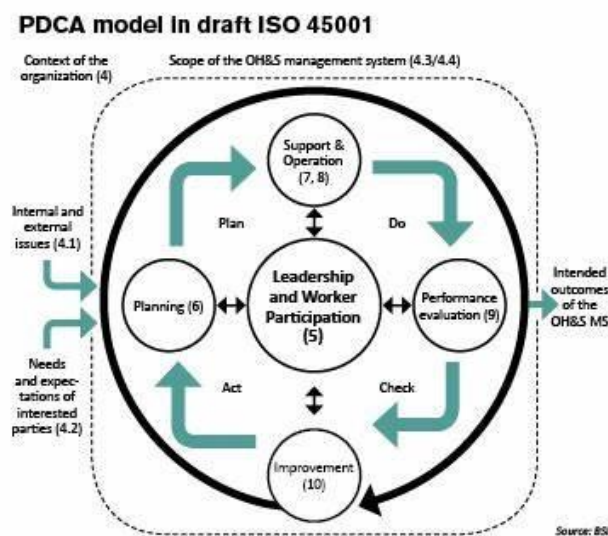 PDCA model in draft ISO 45001
Context of the
organization (4)
Scope of the OH&S management system (4.3/4.4)
Support &
Operation
(7, 8)
Plan
Do
Internal and
external
issues (4.1)
Planning (6)
Leadership
and Worker
Participation
(5)
Performance
evaluation (9)
Intended
outcomes
of the
OH&S MS
Needs
and expec-
tations of
interested
parties (4.2)
Act
Check
Improvement
(10)
Source: BSI